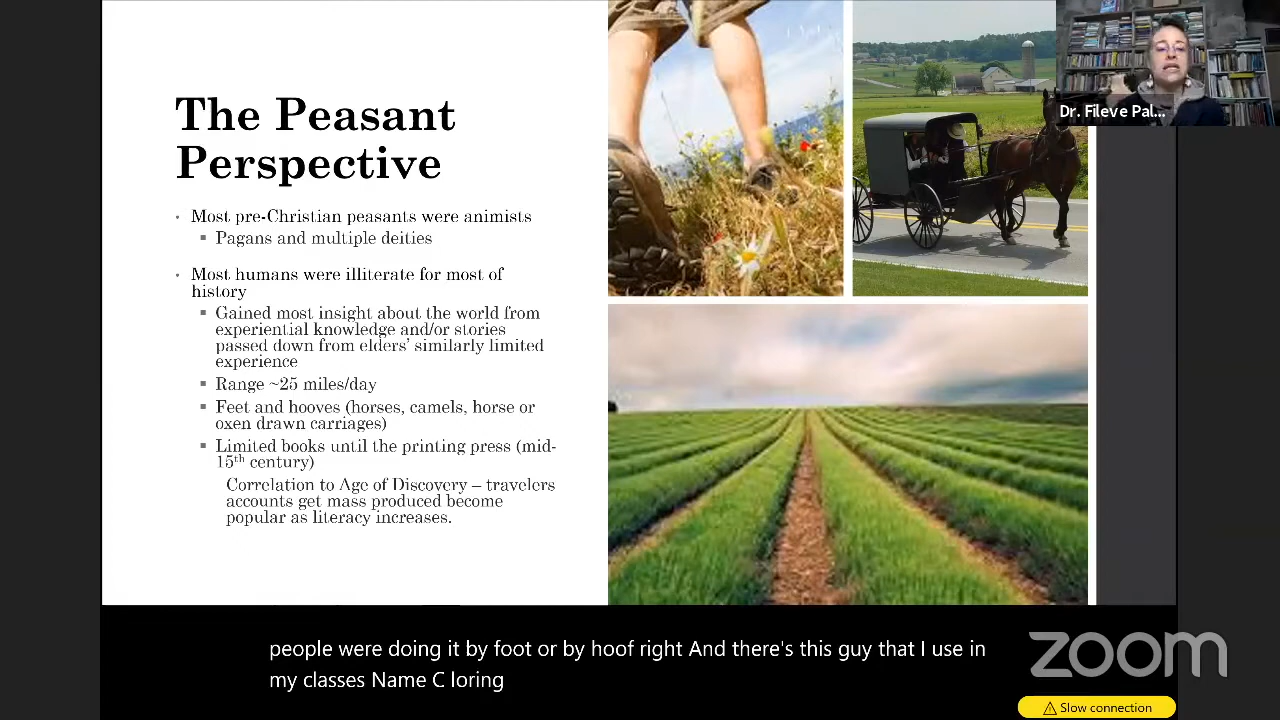 The Peasant
Perspective
• Most pre-Christian peasants were animists
▪ Pagans and multiple deities
• Most humans were illiterate for most of
history
▪ Gained most insight about the world from
experiential knowledge and/or stories
passed down from elders' similarly limited
experience
▪ Range ~25 miles/day
▪ Feet and hooves (horses, camels, horse or
oxen drawn carriages)
▪ Limited books until the printing press (mid-
15th century)
Correlation to Age of Discovery – travelers
accounts get mass produced become
popular as literacy increases.
Dr. Fileve Pal...
people were doing it by foot or by hoof right And there's this guy that I use in
my classes Name C loring
zoom
⚠ Slow connection